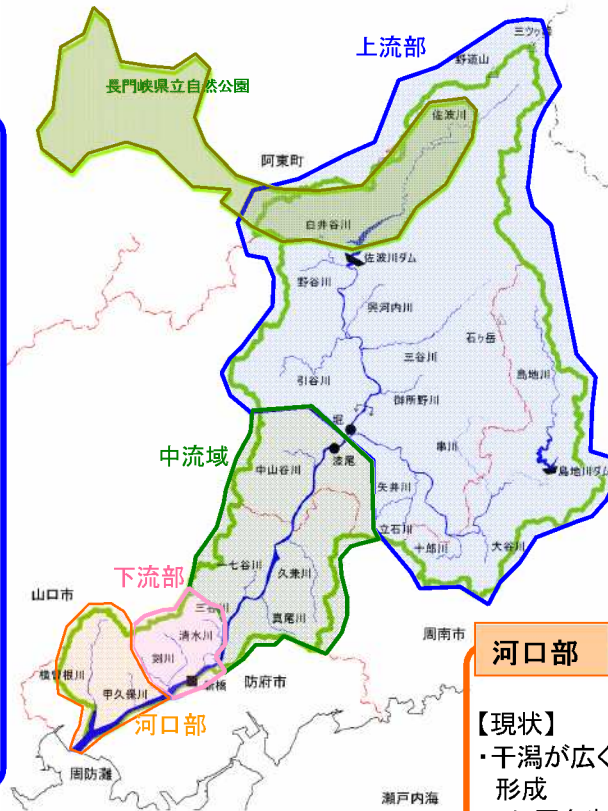 三ツヶ峰
上流部
野道山
長門峡県立自然公園
佐波川
阿東町
白井谷川
佐波川ダム
野谷川
興河内川
石ヶ岳
三谷川
島地川
引谷川
御所野川
堀
串川
中流域
漆尾
中山谷川
島地川ダム
矢井川
立石川
十郎川
大谷川
一七谷川
久兼川
下流部
山口市
三谷川
清水川
真尾川
周南市
剣川
横曽根川
甲久保川
新橋
防府市
河口部
周防灘
瀬戸内海
河口部
【現状】
・干潟が広く
形成